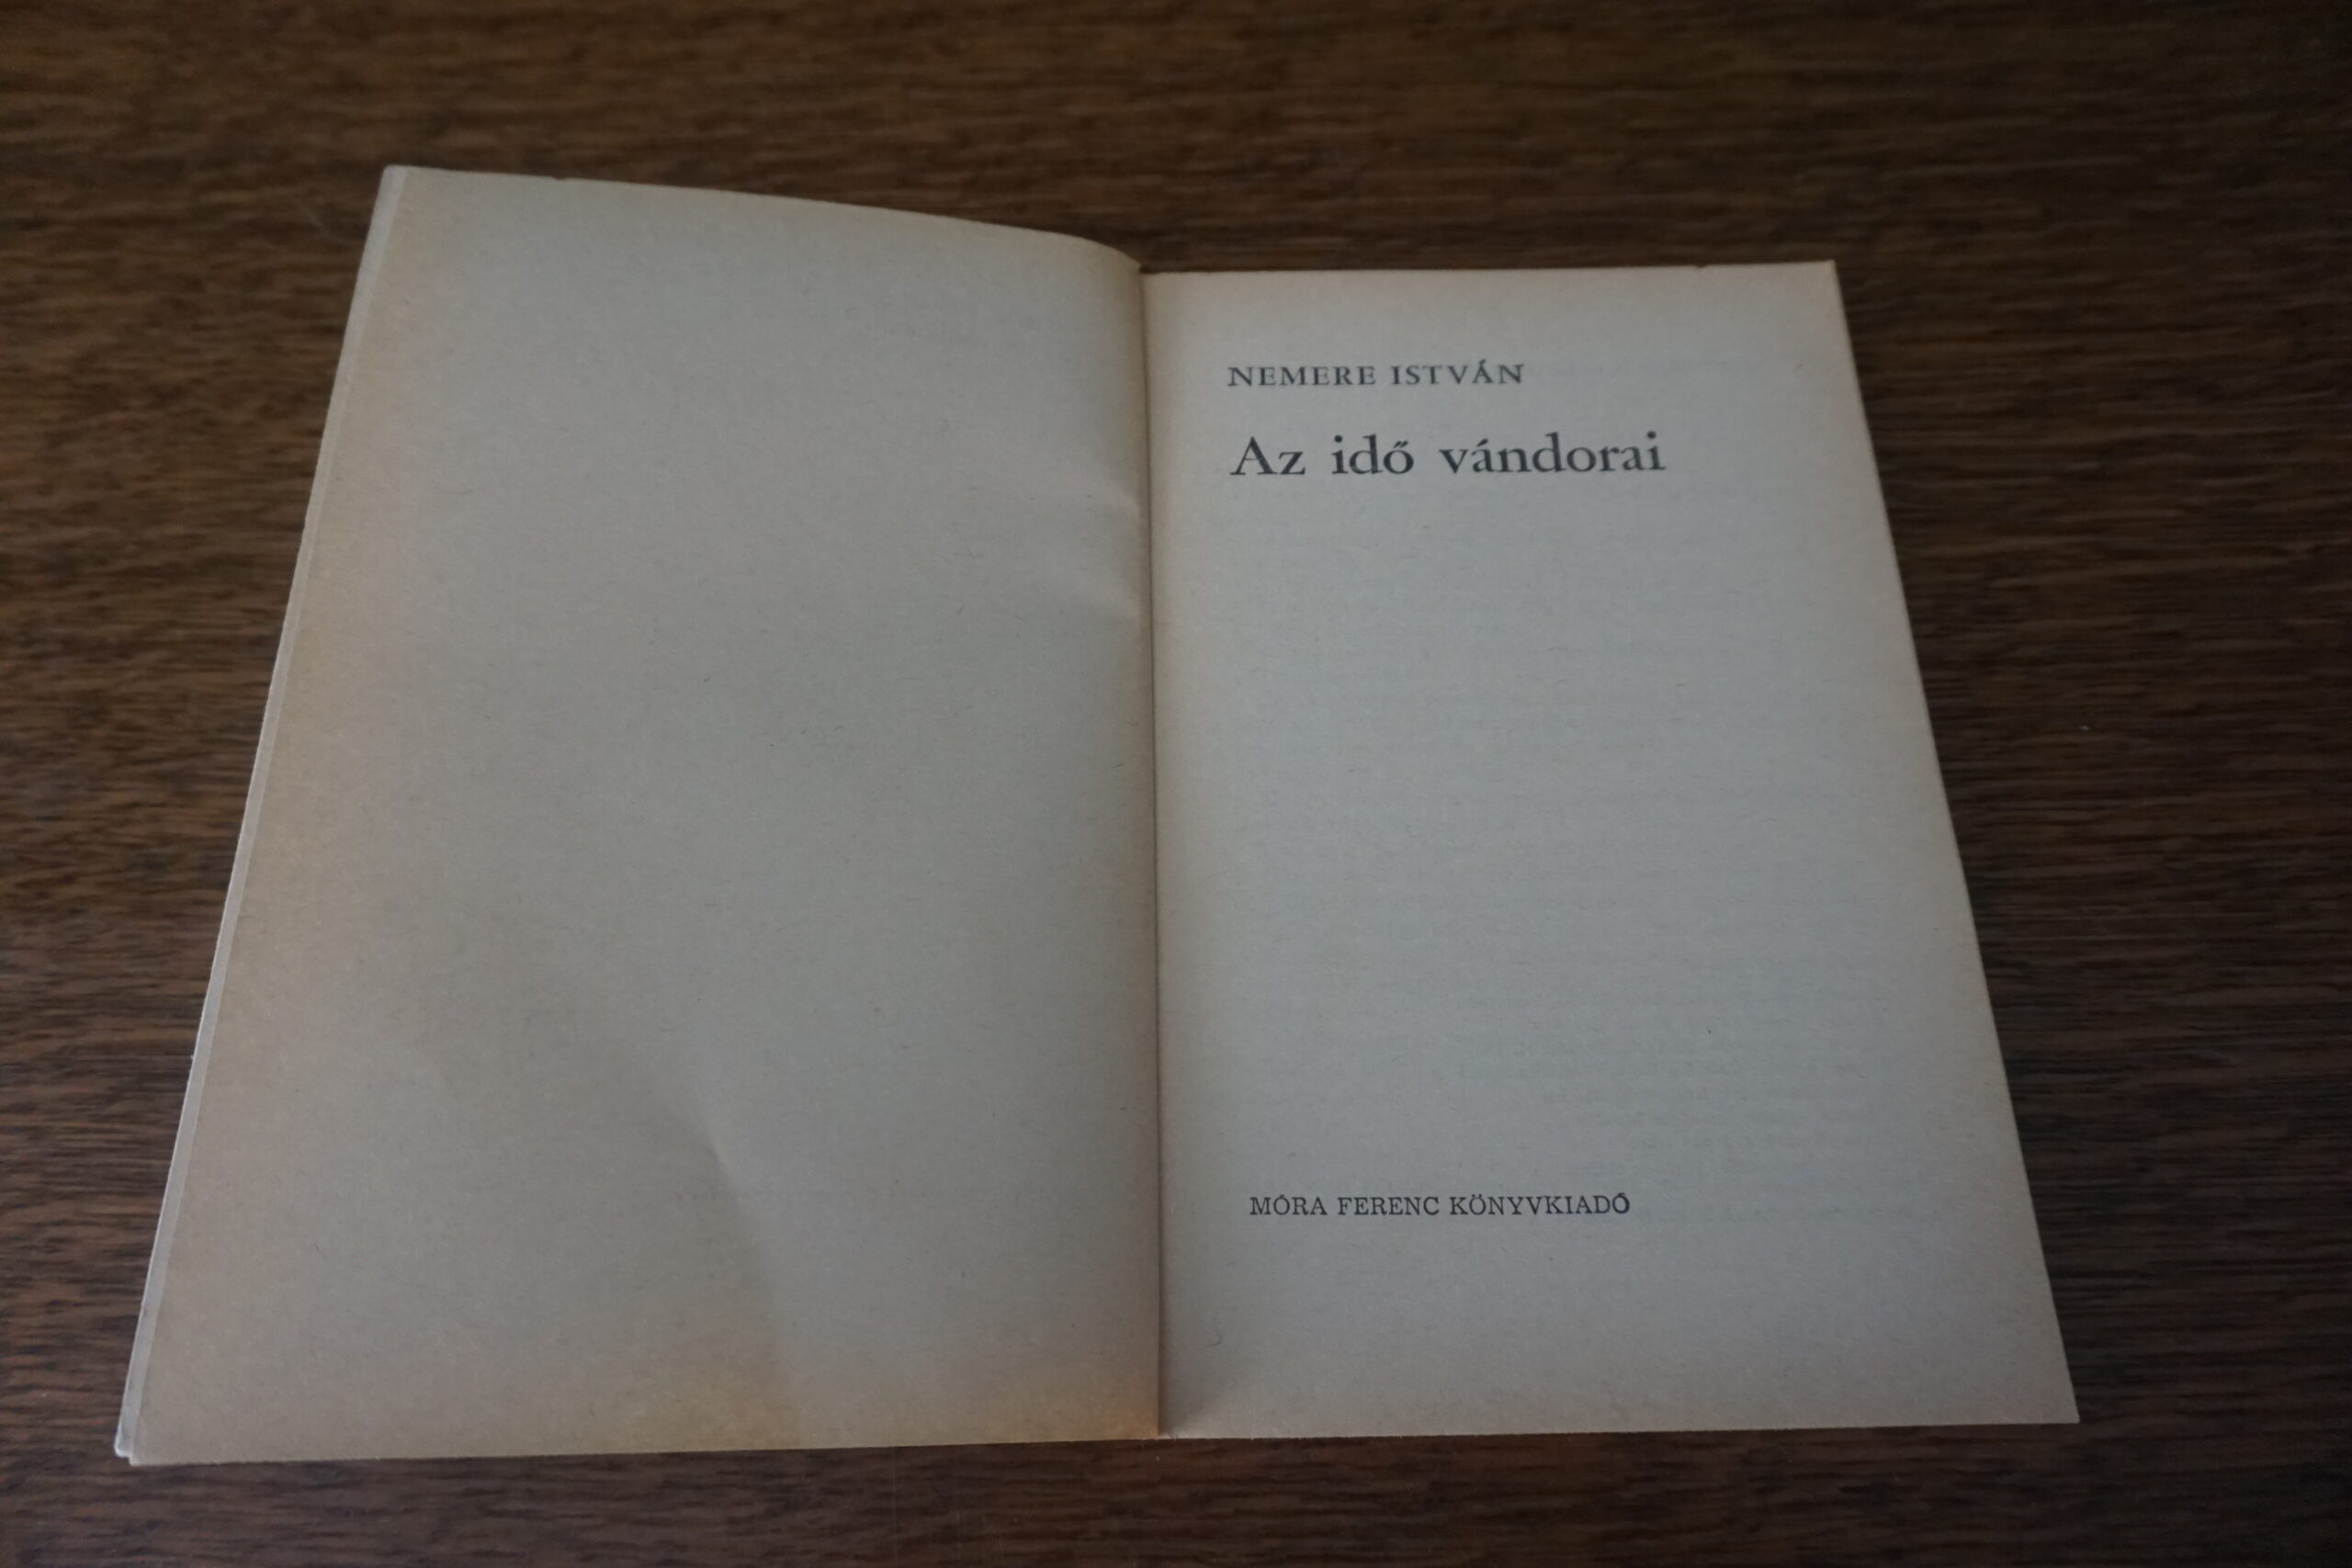 NEMERE ISTVÁN
Az idő vándorai
MÓRA FERENC KÖNYVKIADÓ